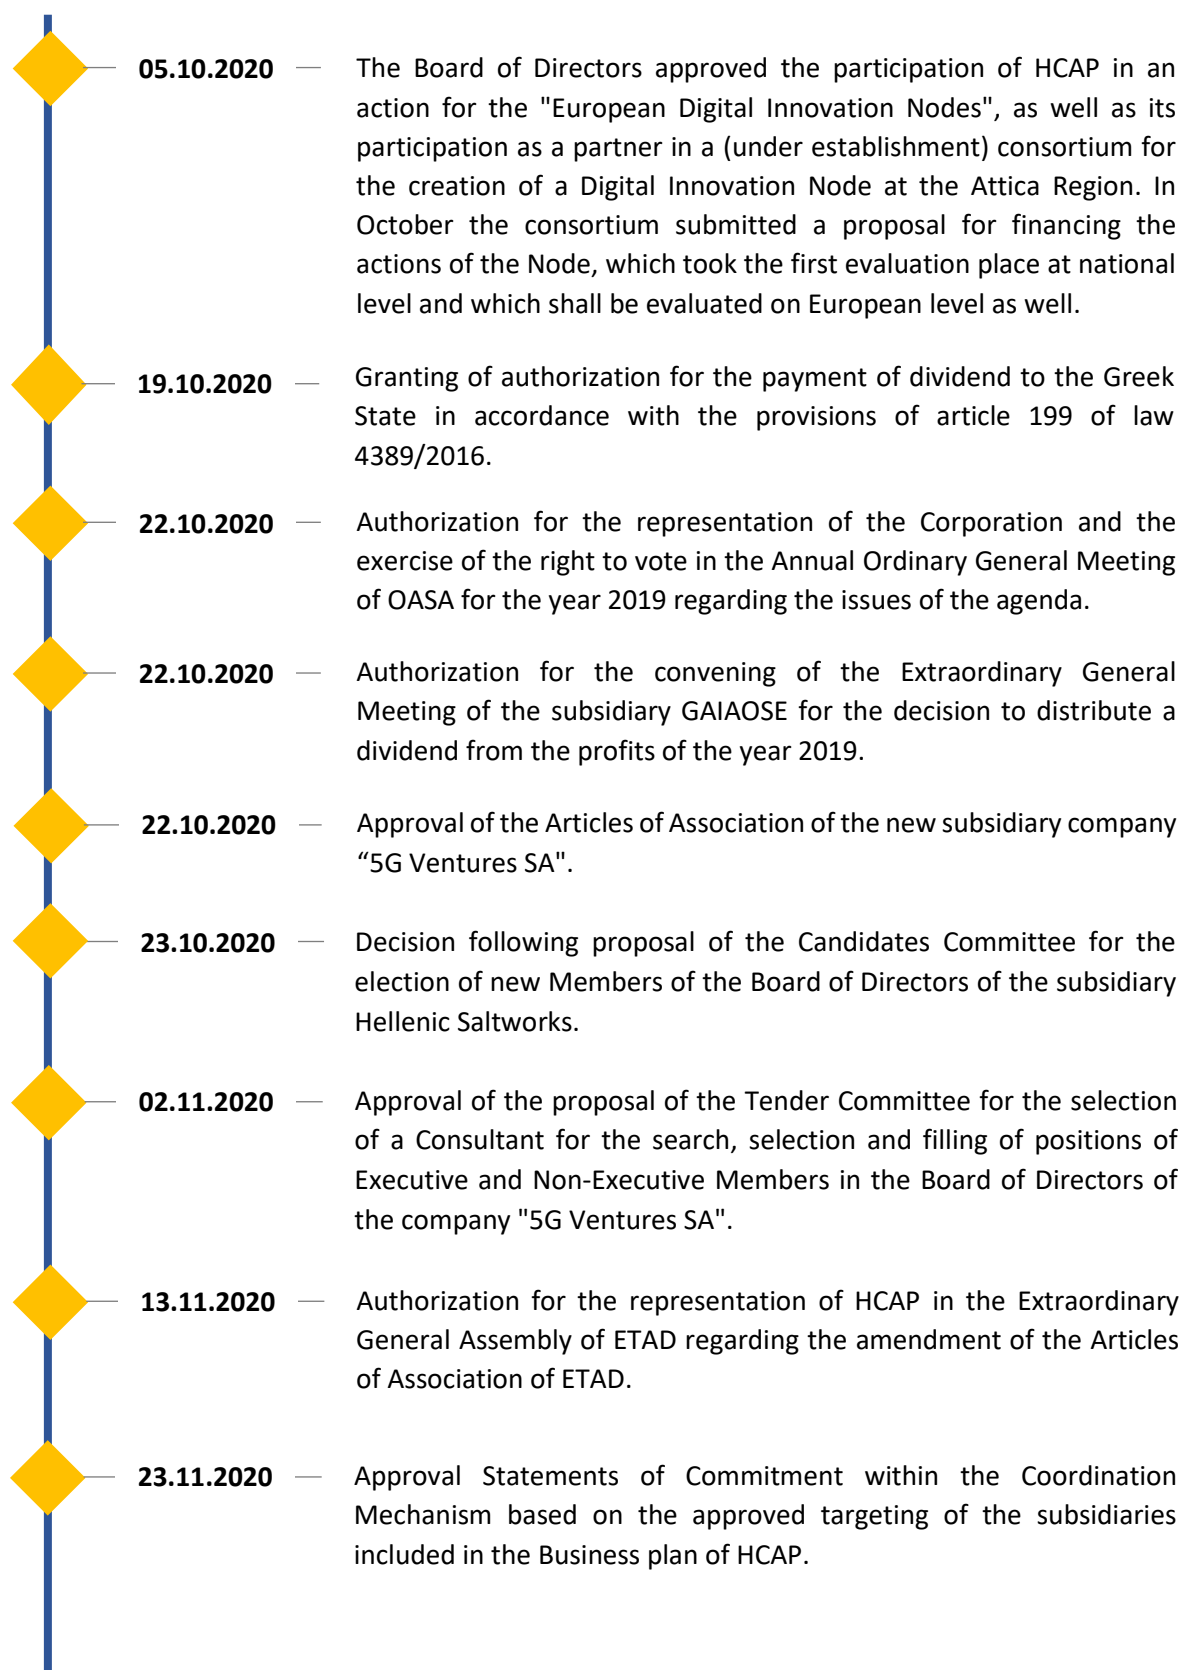 05.10.2020 The Board of Directors approved the participation of HCAP in an
action for the "European Digital Innovation Nodes", as well as its
participation as a partner in a (under establishment) consortium for
the creation of a Digital Innovation Node at the Attica Region. In
October the consortium submitted a proposal for financing the
actions of the Node, which took the first evaluation place at national
level and which shall be evaluated on European level as well.
19.10.2020 Granting of authorization for the payment of dividend to the Greek
State in accordance with the provisions of article 199 of law
4389/2016.
22.10.2020 Authorization for the representation of the Corporation and the
exercise of the right to vote in the Annual Ordinary General Meeting
of OASA for the year 2019 regarding the issues of the agenda.
22.10.2020 Authorization for the convening of the Extraordinary General
Meeting of the subsidiary GAIAOSE for the decision to distribute a
dividend from the profits of the year 2019.
22.10.2020 Approval of the Articles of Association of the new subsidiary company
“5G Ventures SA".
23.10.2020 Decision following proposal of the Candidates Committee for the
election of new Members of the Board of Directors of the subsidiary
Hellenic Saltworks.
02.11.2020 Approval of the proposal of the Tender Committee for the selection
of a Consultant for the search, selection and filling of positions of
Executive and Non-Executive Members in the Board of Directors of
the company "5G Ventures SA".
13.11.2020 Authorization for the representation of HCAP in the Extraordinary
General Assembly of ETAD regarding the amendment of the Articles
of Association of ETAD.
23.11.2020 Approval Statements of Commitment within the Coordination
Mechanism based on the approved targeting of the subsidiaries
included in the Business plan of HCAP.